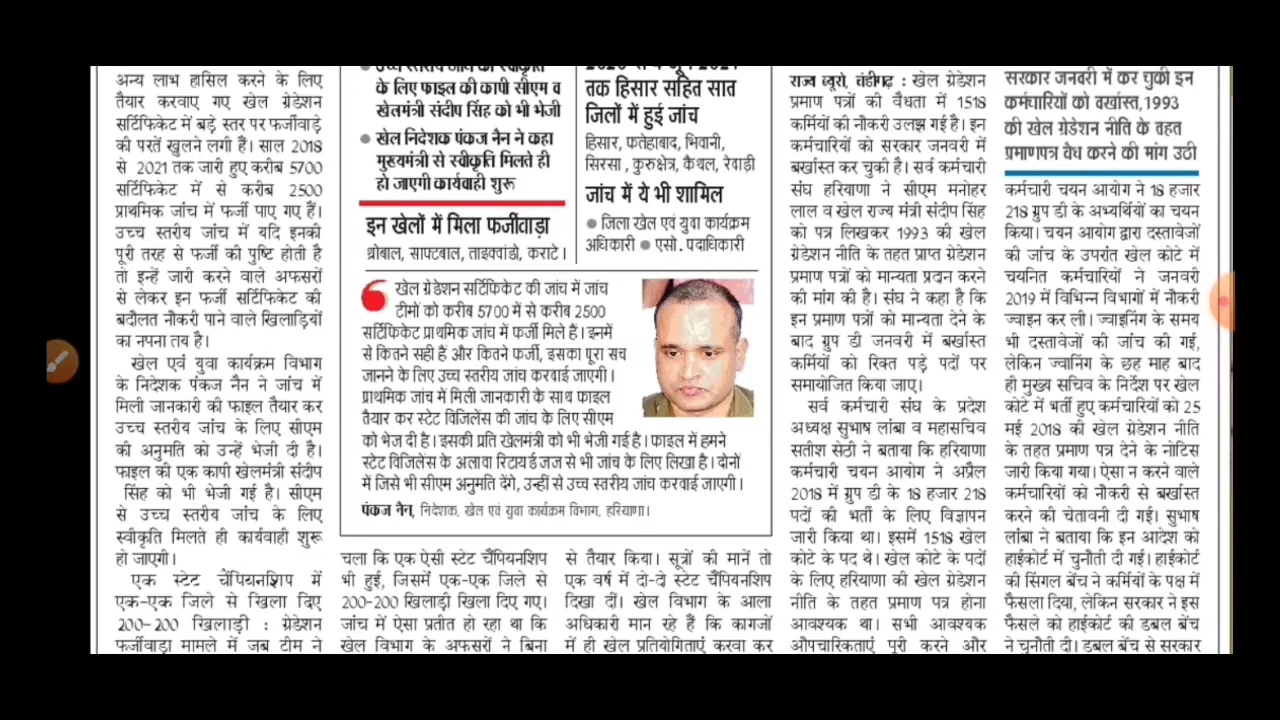 अन्य लाभ हासिल करने के लिए
तैयार करवाए गए खेल ग्रेडेशन
सर्टिफिकेट में बड़े स्तर पर फर्जीवाड़े
की परतें खुलने लगी हैं। साल 2018
से 2021 तक जारी हुए करीब 5700
सर्टिफिकेट में से करीब 2500
प्राथमिक जांच में फर्जी पाए गए हैं।
उच्च स्तरीय जांच में यदि इनकी
पूरी तरह से फर्जी की पुष्टि होती है
तो इन्हें जारी करने वाले अफसरों
से लेकर इन फर्जी सर्टिफिकेट की
बदौलत नौकरी पाने वाले खिलाड़ियों
का नपना तय है।
खेल एवं युवा कार्यक्रम विभाग
के निदेशक पंकज नैन ने जांच में
मिली जानकारी की फाइल तैयार कर
उच्च स्तरीय जांच के लिए सीएम
की अनुमति को उन्हें भेजी दी है।
फाइल की एक कापी खेलमंत्री संदीप
सिंह को भी भेजी गई है। सीएम
से उच्च स्तरीय जांच के लिए
स्वीकृति मिलते ही कार्यवाही शुरू
हो जाएगी।
एक स्टेट चैंपियनशिप में
एक-एक जिले से खिला दिए
200-200 खिलाड़ी : ग्रेडेशन
फर्जीवाड़ा मामले में जब टीम ने
● उच्च स्तरीय जांच की स्वीकृति
के लिए फाइल की कापी सीएम व
खेलमंत्री संदीप सिंह को भी भेजी
● खेल निदेशक पंकज नैन ने कहा
मुख्यमंत्री से स्वीकृति मिलते ही
हो जाएगी कार्यवाही शुरू
इन खेलों में मिला फर्जीवाड़ा
थ्रोबाल, साफ्टबाल, ताइक्वांडो, कराटे।
तक हिसार सहित सात
जिलों में हुई जांच
हिसार, फतेहाबाद, भिवानी,
सिरसा, कुरुक्षेत्र, कैथल, रेवाड़ी
जांच में ये भी शामिल
● जिला खेल एवं युवा कार्यक्रम
अधिकारी ● एसो. पदाधिकारी
खेल ग्रेडेशन सर्टिफिकेट की जांच में जांच
टीमों को करीब 5700 में से करीब 2500
सर्टिफिकेट प्राथमिक जांच में फर्जी मिले हैं। इनमें
से कितने सही हैं और कितने फर्जी, इसका पूरा सच
जानने के लिए उच्च स्तरीय जांच करवाई जाएगी।
प्राथमिक जांच में मिली जानकारी के साथ फाइल
तैयार कर स्टेट विजिलेंस की जांच के लिए सीएम
को भेज दी है। इसकी प्रति खेलमंत्री को भी भेजी गई है। फाइल में हमने
स्टेट विजिलेंस के अलावा रिटायर्ड जज से भी जांच के लिए लिखा है। दोनों
में जिसे भी सीएम अनुमति देंगे, उन्हीं से उच्च स्तरीय जांच करवाई जाएगी।
पंकज नैन, निदेशक, खेल एवं युवा कार्यक्रम विभाग, हरियाणा।
चला कि एक ऐसी स्टेट चैंपियनशिप
भी हुई, जिसमें एक-एक जिले से
200-200 खिलाड़ी खिला दिए गए।
जांच में ऐसा प्रतीत हो रहा था कि
खेल विभाग के अफसरों ने बिना
से तैयार किया। सूत्रों की मानें तो
एक वर्ष में दो-दो स्टेट चैंपियनशिप
दिखा दीं। खेल विभाग के आला
अधिकारी मान रहे हैं कि कागजों
में ही खेल प्रतियोगिताएं करवा कर
राज्य ब्यूरो, चंडीगढ़ : खेल ग्रेडेशन
प्रमाण पत्रों की वैधता में 1518
कर्मियों की नौकरी उलझ गई है। इन
कर्मचारियों को सरकार जनवरी में
बर्खास्त कर चुकी है। सर्व कर्मचारी
संघ हरियाणा ने सीएम मनोहर
लाल व खेल राज्य मंत्री संदीप सिंह
को पत्र लिखकर 1993 की खेल
ग्रेडेशन नीति के तहत प्राप्त ग्रेडेशन
प्रमाण पत्रों को मान्यता प्रदान करने
की मांग की है। संघ ने कहा है कि
इन प्रमाण पत्रों को मान्यता देने के
बाद ग्रुप डी जनवरी में बर्खास्त
कर्मियों को रिक्त पड़े पदों पर
समायोजित किया जाए।
सर्व कर्मचारी संघ के प्रदेश
अध्यक्ष सुभाष लांबा व महासचिव
सतीश सेठी ने बताया कि हरियाणा
कर्मचारी चयन आयोग ने अप्रैल
2018 में ग्रुप डी के 18 हजार 218
पदों की भर्ती के लिए विज्ञापन
जारी किया था। इसमें 1518 खेल
कोटे के पद थे। खेल कोटे के पदों
के लिए हरियाणा की खेल ग्रेडेशन
नीति के तहत प्रमाण पत्र होना
आवश्यक था। सभी आवश्यक
औपचारिकताएं पूरी करने और
सरकार जनवरी में कर चुकी इन
कर्मचारियों को बर्खास्त, 1993
की खेल ग्रेडेशन नीति के तहत
प्रमाणपत्र वैध करने की मांग उठी
कर्मचारी चयन आयोग ने 18 हजार
218 ग्रुप डी के अभ्यर्थियों का चयन
किया। चयन आयोग द्वारा दस्तावेजों
की जांच के उपरांत खेल कोटे में
चयनित कर्मचारियों ने जनवरी
2019 में विभिन्न विभागों में नौकरी
ज्वाइन कर ली। ज्वाइनिंग के समय
भी दस्तावेजों की जांच की गई,
लेकिन ज्वानिंग के छह माह बाद
ही मुख्य सचिव के निर्देश पर खेल
कोटे में भर्ती हुए कर्मचारियों को 25
मई 2018 की खेल ग्रेडेशन नीति
के तहत प्रमाण पत्र देने के नोटिस
जारी किया गया। ऐसा न करने वाले
कर्मचारियों को नौकरी से बर्खास्त
करने की चेतावनी दी गई। सुभाष
लांबा ने बताया कि इन आदेश को
हाईकोर्ट में चुनौती दी गई। हाईकोर्ट
की सिंगल बेंच ने कर्मियों के पक्ष में
फैसला दिया, लेकिन सरकार ने इस
फैसले को हाईकोर्ट की डबल बेंच
ने चुनौती दी। डबल बेंच से सरकार